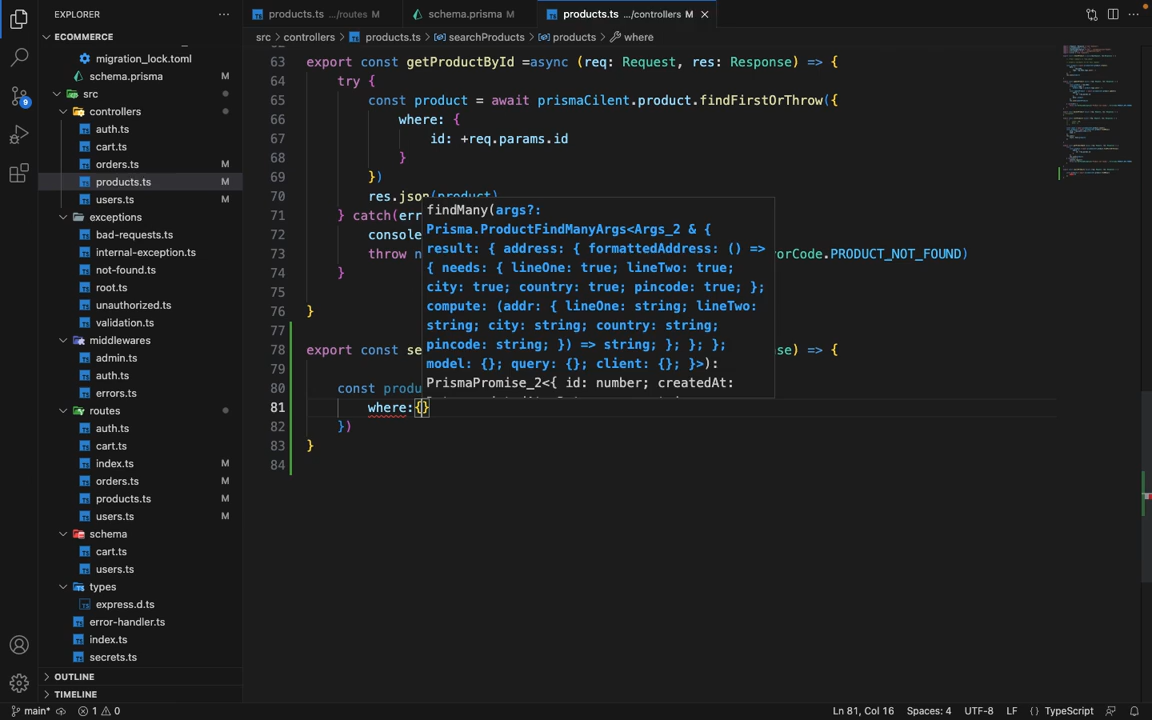 EXPLORER
products.ts .../routes M
schema.prisma M
products.ts .../controllers M
ECOMMERCE
src > controllers > products.ts > searchProducts > products > where
migration_lock.toml
schema.prisma M
src
controllers
auth.ts
cart.ts
orders.ts M
products.ts M
users.ts M
exceptions
bad-requests.ts
internal-exception.ts
not-found.ts
root.ts
unauthorized.ts
validation.ts
middlewares
admin.ts
auth.ts
errors.ts
routes
auth.ts
cart.ts
index.ts M
orders.ts M
products.ts M
users.ts M
schema
cart.ts
users.ts
types
express.d.ts
error-handler.ts
index.ts
secrets.ts
OUTLINE
TIMELINE
63 export const getProductById =async (req: Request, res: Response) => {
64 try {
65 const product = await prismaCilent.product.findFirstOrThrow({
66 where: {
67 id: +req.params.id
68 }
69 })
70 res.json(product)
71 } catch(err
72 console
73 throw n orCode.PRODUCT_NOT_FOUND)
74 }
75
76 }
77
78 export const se se) => {
79
80 const produ
81 where:{}
82 })
83 }
84
findMany(args?:
Prisma.ProductFindManyArgs<Args_2 & {
result: { address: { formattedAddress: () =>
{ needs: { lineOne: true; lineTwo: true;
city: true; country: true; pincode: true; };
compute: (addr: { lineOne: string; lineTwo:
string; city: string; country: string;
pincode: string; }) => string; }; }; };
model: {}; query: {}; client: {}; }>):
PrismaPromise_2<{ id: number; createdAt:
9
main* 1 0 Ln 81, Col 16 Spaces: 4 UTF-8 LF {} TypeScript